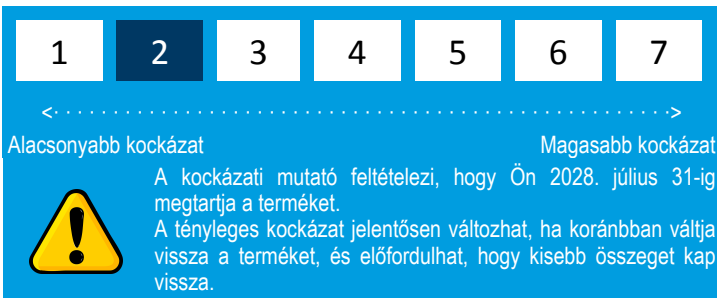 1 2 3 4 5 6 7
Alacsonyabb kockázat Magasabb kockázat
A kockázati mutató feltételezi, hogy Ön 2028. július 31-ig
megtartja a terméket.
A tényleges kockázat jelentősen változhat, ha koránbban váltja
vissza a terméket, és előfordulhat, hogy kisebb összeget kap
vissza.